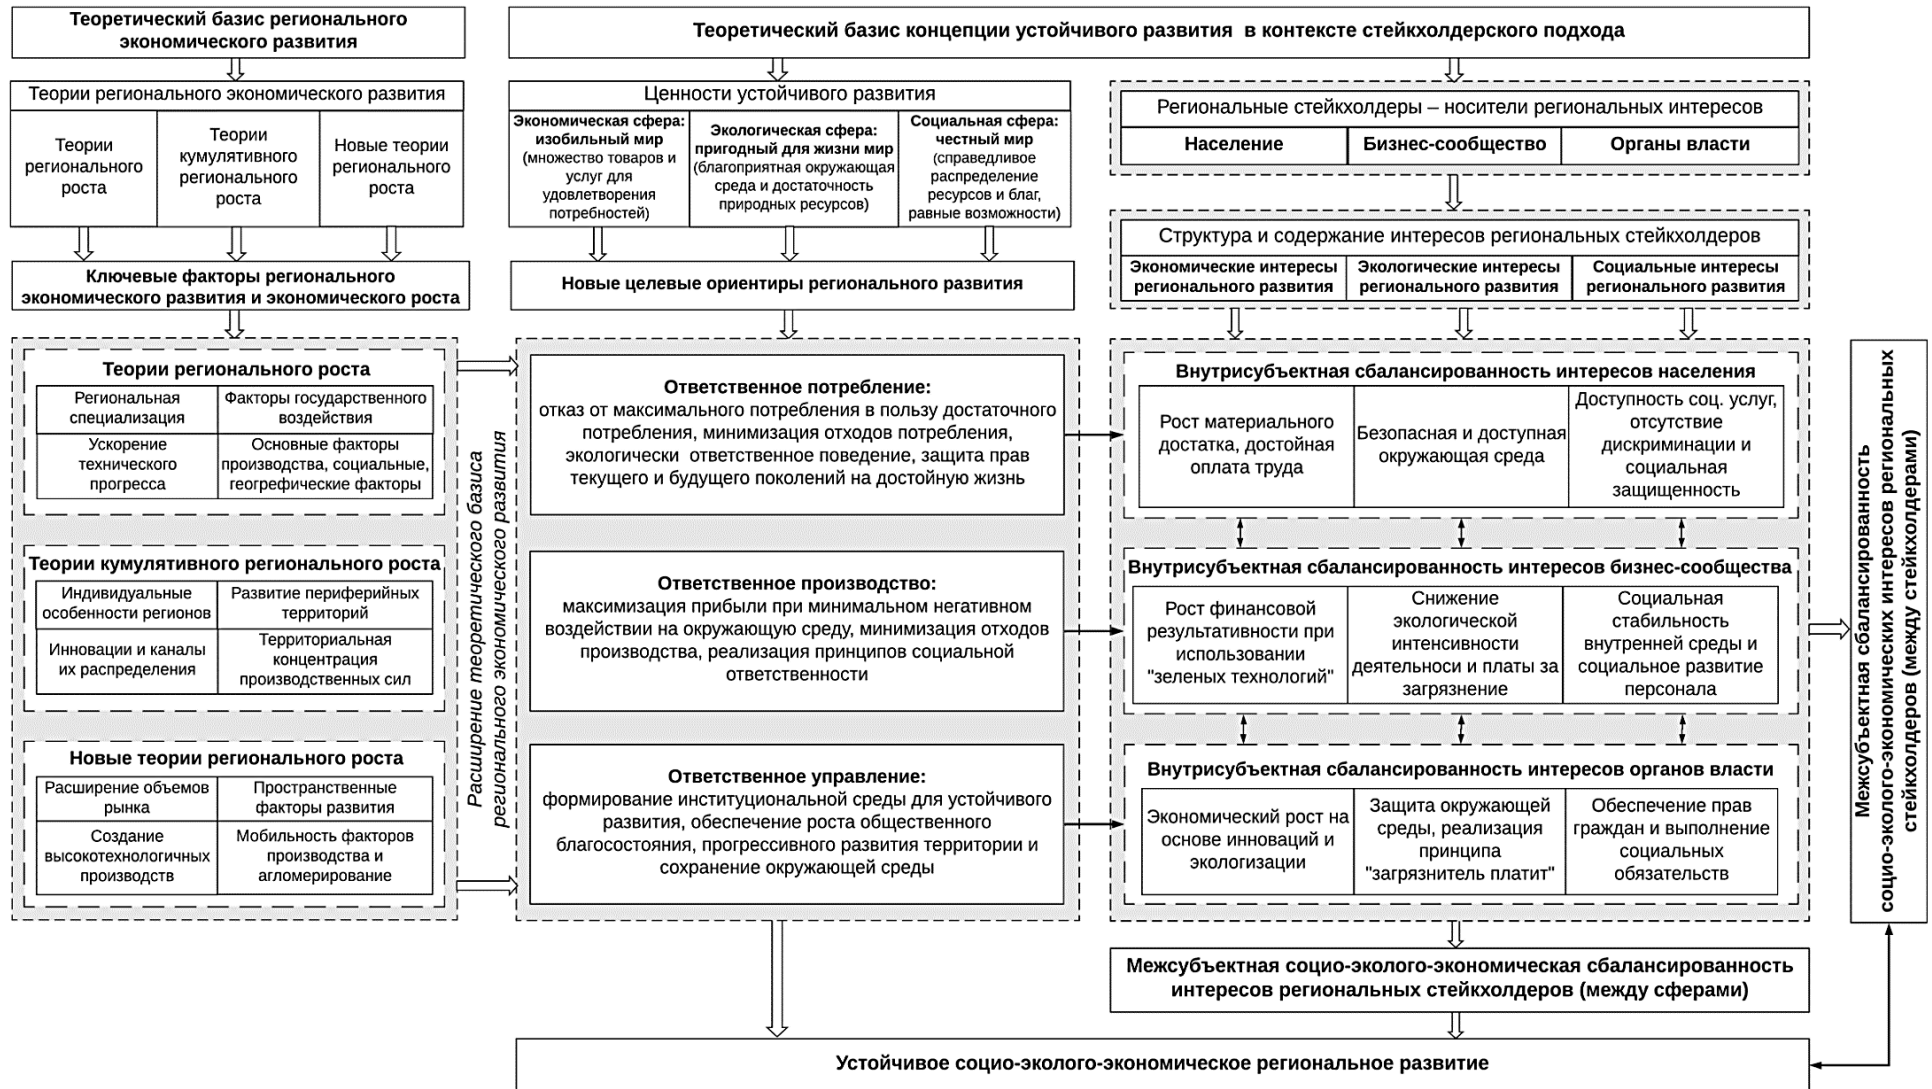 Теоретический базис регионального
экономического развития
Теоретический базис концепции устойчивого развития в контексте стейкхолдерского подхода
Теории регионального экономического развития
Теории
регионального
роста
Теории
кумулятивного
регионального
роста
Новые теории
регионального
роста
Ключевые факторы регионального
экономического развития и экономического роста
Ценности устойчивого развития
Экономическая сфера:
изобильный мир
(множество товаров и
услуг для
удовлетворения
потребностей)
Экологическая сфера:
пригодный для жизни мир
(благоприятная окружающая
среда и достаточность
природных ресурсов)
Социальная сфера:
честный мир
(справедливое
распределение
ресурсов и благ,
равные возможности)
Новые целевые ориентиры регионального развития
Региональные стейкхолдеры – носители региональных интересов
Население
Бизнес-сообщество
Органы власти
Структура и содержание интересов региональных стейкхолдеров
Экономические интересы
регионального развития
Экологические интересы
регионального развития
Социальные интересы
регионального развития
Теории регионального роста
Региональная
специализация
Факторы государственного
воздействия
Ускорение
технического
прогресса
Основные факторы
производства, социальные,
геогрефические факторы
Теории кумулятивного регионального роста
Индивидуальные
особенности регионов
Развитие периферийных
территорий
Инновации и каналы
их распределения
Территориальная
концентрация
производственных сил
Новые теории регионального роста
Расширение объемов
рынка
Пространственные
факторы развития
Создание
высокотехнологичных
производств
Мобильность факторов
производства и
агломерирование
Расширение теоретического базиса
регионального экономического развития
Ответственное потребление:
отказ от максимального потребления в пользу достаточного
потребления, минимизация отходов потребления,
экологически ответственное поведение, защита прав
текущего и будущего поколений на достойную жизнь
Ответственное производство:
максимизация прибыли при минимальном негативном
воздействии на окружающую среду, минимизация отходов
производства, реализация принципов социальной
ответственности
Ответственное управление:
формирование институциональной среды для устойчивого
развития, обеспечение роста общественного
благосостояния, прогрессивного развития территории и
сохранение окружающей среды
Внутрисубъектная сбалансированность интересов населения
Рост материального
достатка, достойная
оплата труда
Безопасная и доступная
окружающая среда
Доступность соц. услуг,
отсутствие
дискриминации и
социальная
защищенность
Внутрисубъектная сбалансированность интересов бизнес-сообщества
Рост финансовой
результативности при
использовании
"зеленых технологий"
Снижение
экологической
интенсивности
деятельноси и платы за
загрязнение
Социальная
стабильность
внутренней среды и
социальное развитие
персонала
Внутрисубъектная сбалансированность интересов органов власти
Экономический рост на
основе инноваций и
экологизации
Защита окружающей
среды, реализация
принципа
"загрязнитель платит"
Обеспечение прав
граждан и выполнение
социальных
обязательств
Межсубъектная сбалансированность
социо-эколого-экономических интересов региональных
стейкхолдеров (между стейкхолдерами)
Межсубъектная социо-эколого-экономическая сбалансированность
интересов региональных стейкхолдеров (между сферами)
Устойчивое социо-эколого-экономическое региональное развитие